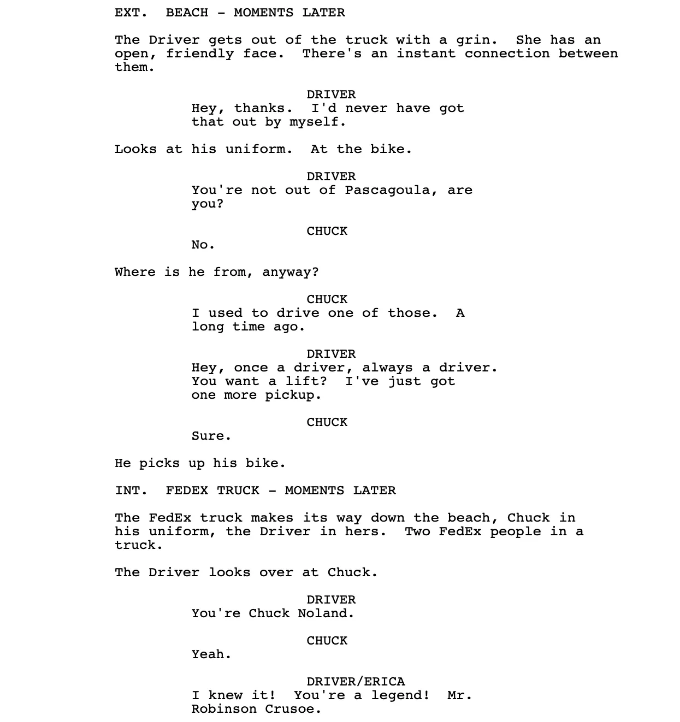 EXT.  BEACH – MOMENTS LATER
The Driver gets out of the truck with a grin.  She has an
open, friendly face.  There's an instant connection between
them.
DRIVER
Hey, thanks.  I'd never have got
that out by myself.
Looks at his uniform.  At the bike.
DRIVER
You're not out of Pascagoula, are
you?
CHUCK
No.
Where is he from, anyway?
CHUCK
I used to drive one of those.  A
long time ago.
DRIVER
Hey, once a driver, always a driver.
You want a lift?  I've just got
one more pickup.
CHUCK
Sure.
He picks up his bike.
INT.  FEDEX TRUCK – MOMENTS LATER
The FedEx truck makes its way down the beach, Chuck in
his uniform, the Driver in hers.  Two FedEx people in a
truck.
The Driver looks over at Chuck.
DRIVER
You're Chuck Noland.
CHUCK
Yeah.
DRIVER/ERICA
I knew it!  You're a legend!  Mr.
Robinson Crusoe.